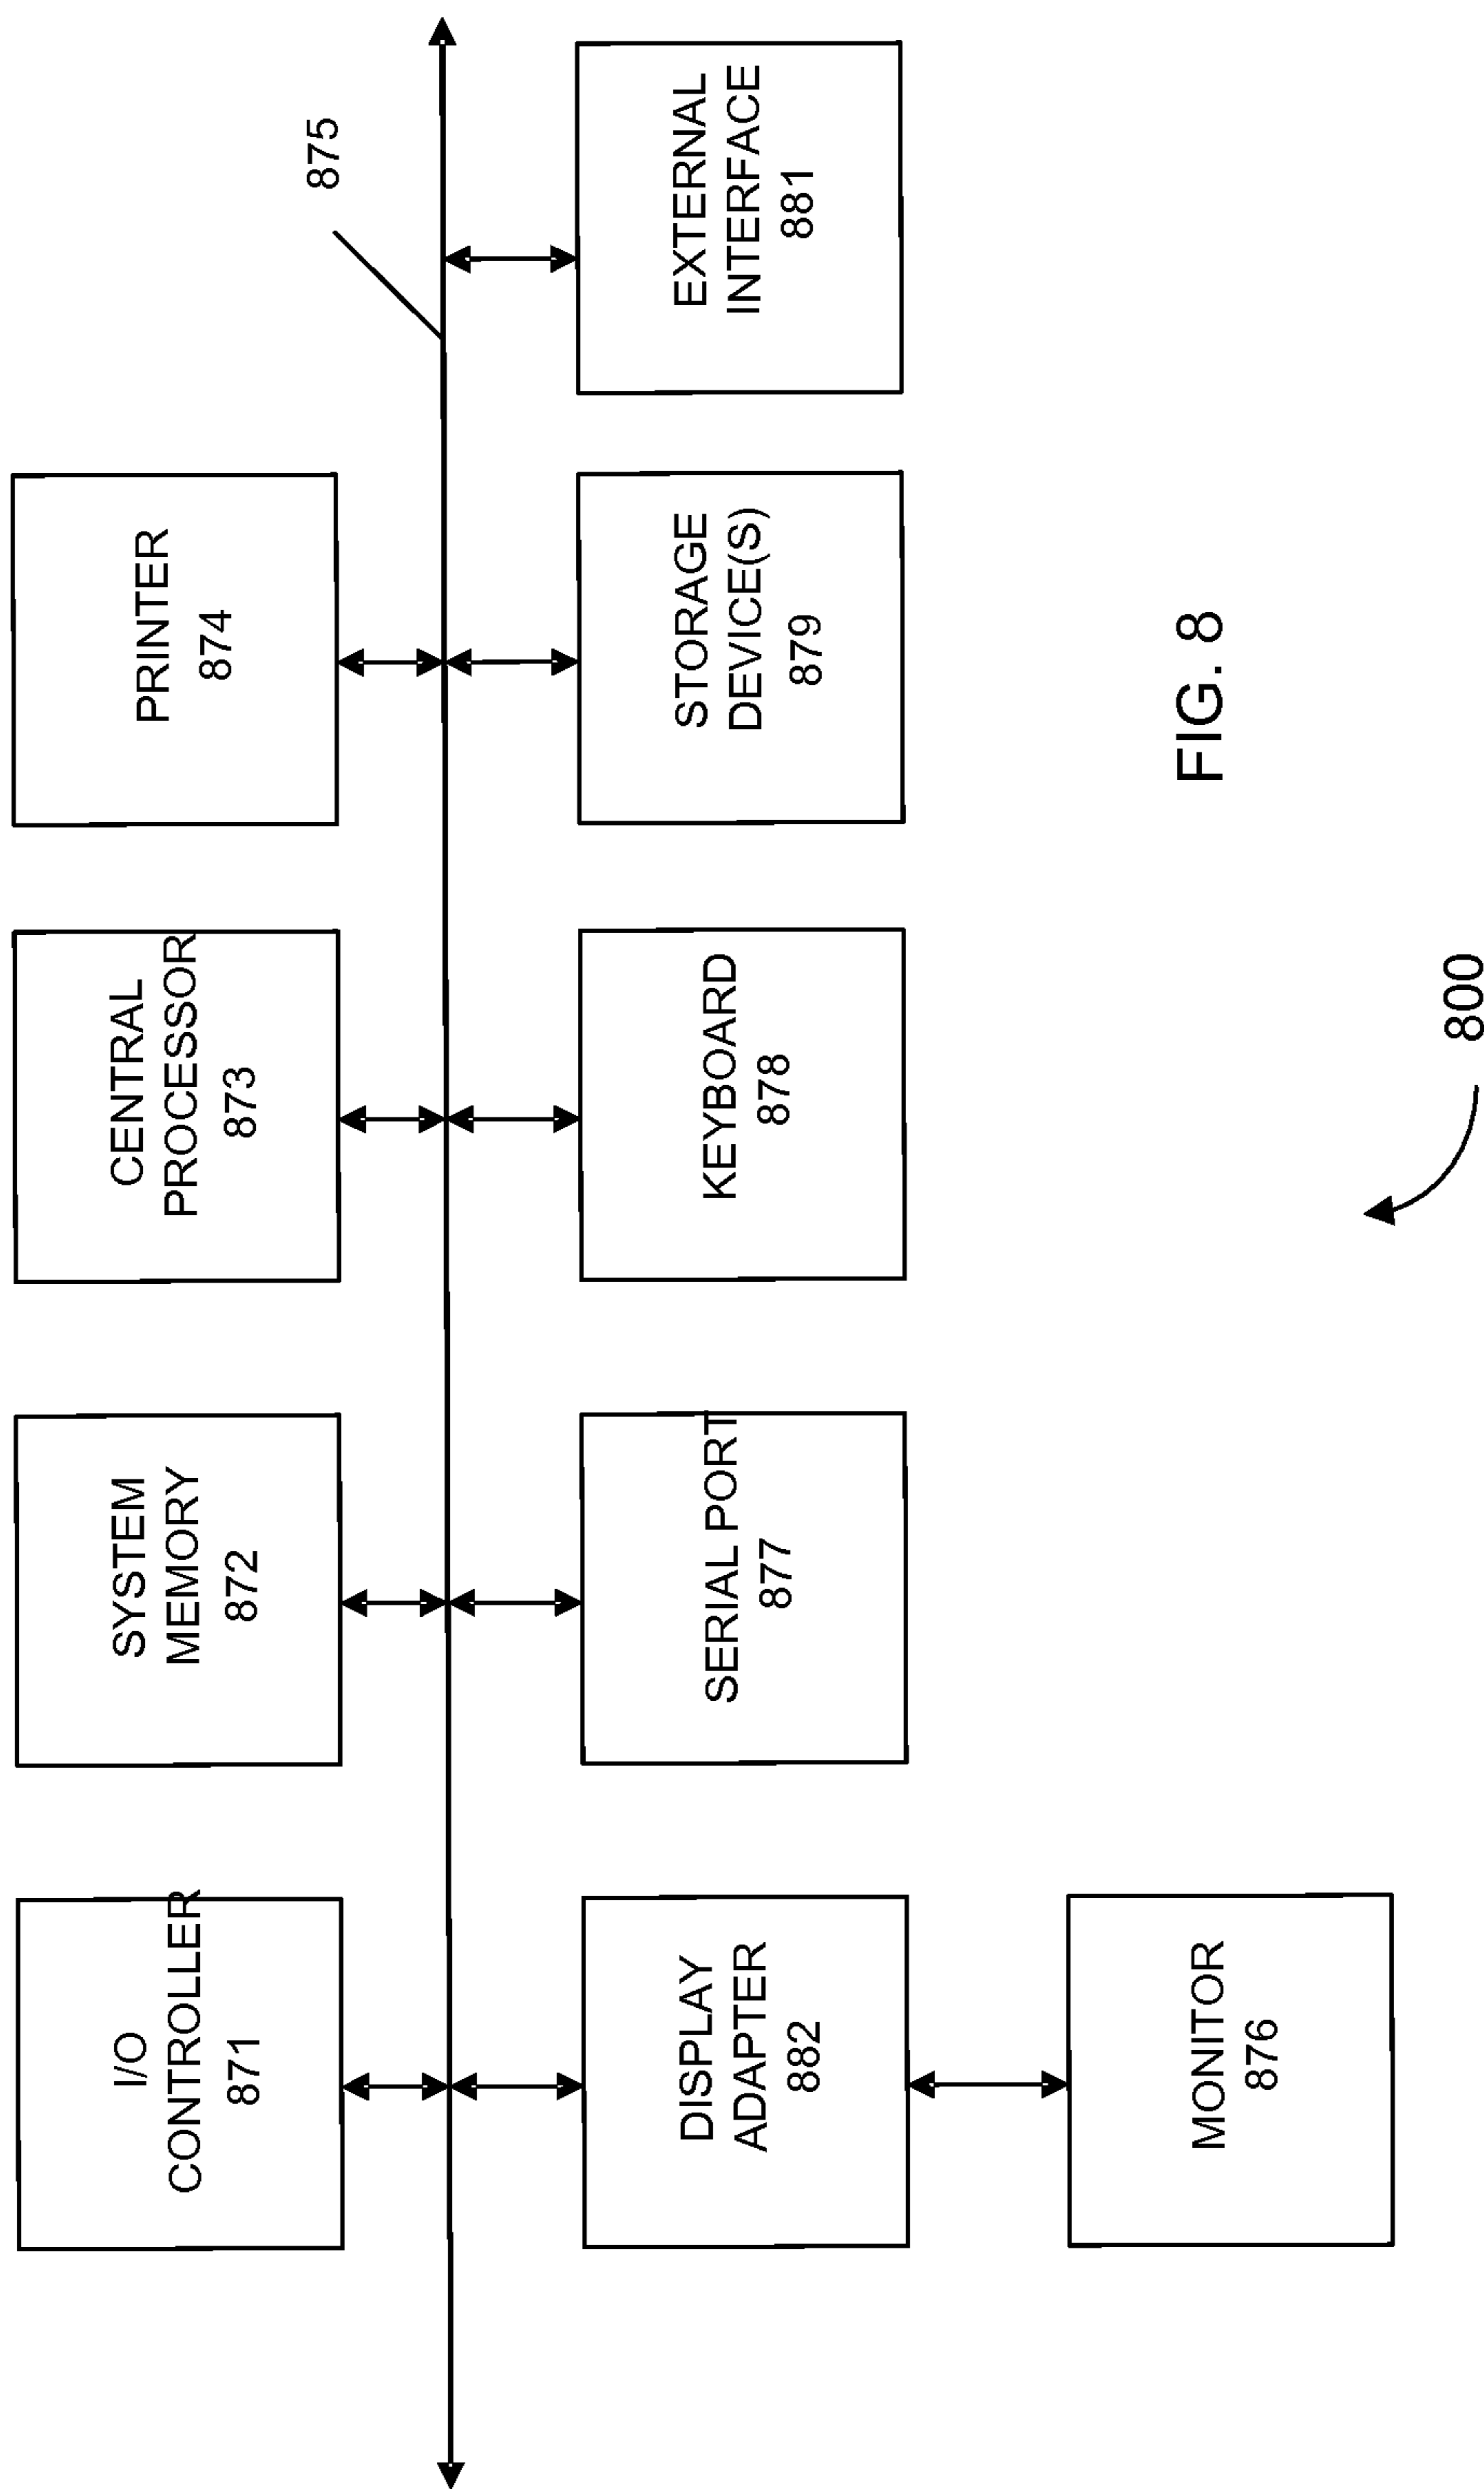 875
I/O
CONTROLLER
871
SYSTEM
MEMORY
872
CENTRAL
PROCESSOR
873
PRINTER
874
DISPLAY
ADAPTER
882
SERIAL PORT
877
KEYBOARD
878
STORAGE
DEVICE(S)
879
EXTERNAL
INTERFACE
881
MONITOR
876
FIG. 8
800